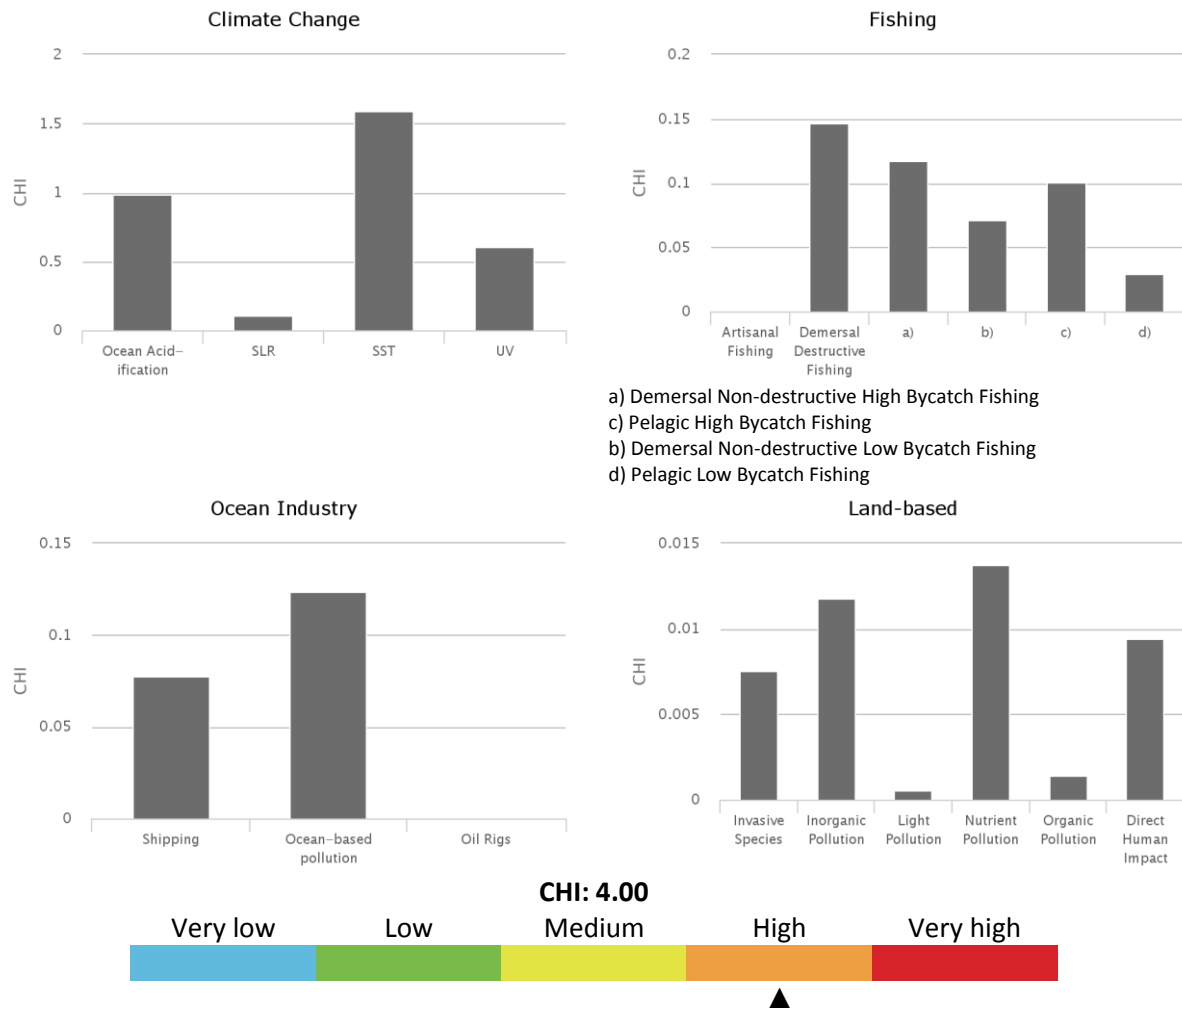 Climate Change
2
1.5
1
0.5
0
CHI
Ocean Acid–
ification
SLR
SST
UV
Fishing
0.2
0.15
0.1
0.05
0
CHI
Artisanal
Fishing
Demersal
Destructive
Fishing
a)
b)
c)
d)
a) Demersal Non-destructive High Bycatch Fishing
c) Pelagic High Bycatch Fishing
b) Demersal Non-destructive Low Bycatch Fishing
d) Pelagic Low Bycatch Fishing
Ocean Industry
0.15
0.1
0.05
0
CHI
Shipping
Ocean–based
pollution
Oil Rigs
Land-based
0.015
0.01
0.005
0
CHI
Invasive
Species
Inorganic
Pollution
Light
Pollution
Nutrient
Pollution
Organic
Pollution
Direct
Human
Impact
CHI: 4.00
Very low
Low
Medium
High
Very high